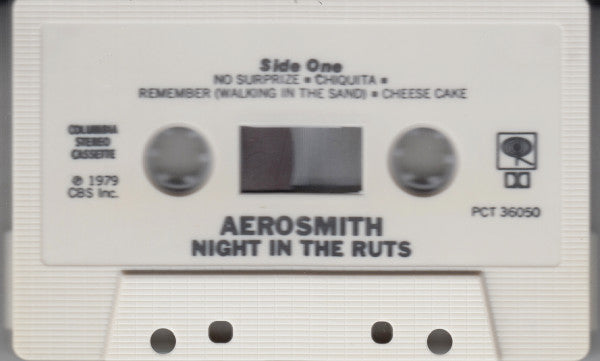 Side One
NO SURPRIZE ▪ CHIQUITA ▪
REMEMBER (WALKING IN THE SAND) ▪ CHEESE CAKE
COLUMBIA
STEREO
CASSETTE
℗ 1979
CBS Inc.
PCT 36050
AEROSMITH
NIGHT IN THE RUTS